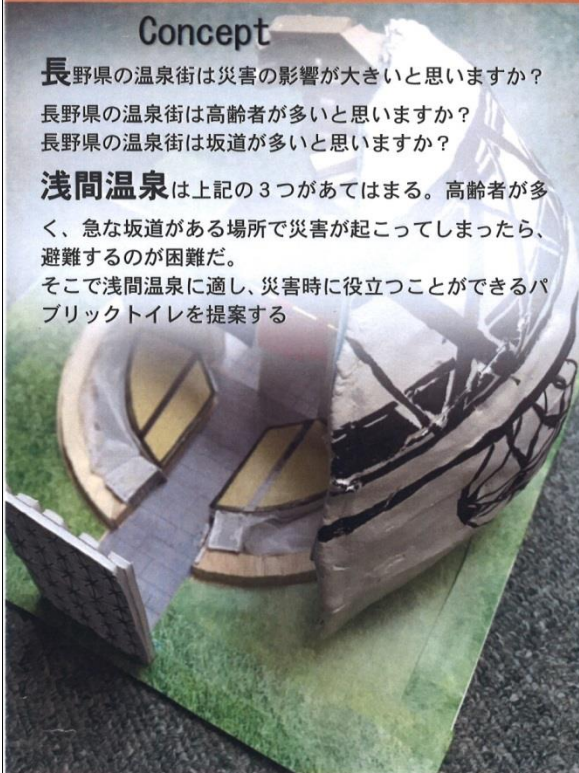 Concept
長野県の温泉街は災害の影響が大きいと思いますか？
長野県の温泉街は高齢者が多いと思いますか？
長野県の温泉街は坂道が多いと思いますか？
浅間温泉は上記の３つがあてはまる。高齢者が多
く、急な坂道がある場所で災害が起こってしまったら、
避難するのが困難だ。
そこで浅間温泉に適し、災害時に役立つことができるパ
ブリックトイレを提案する